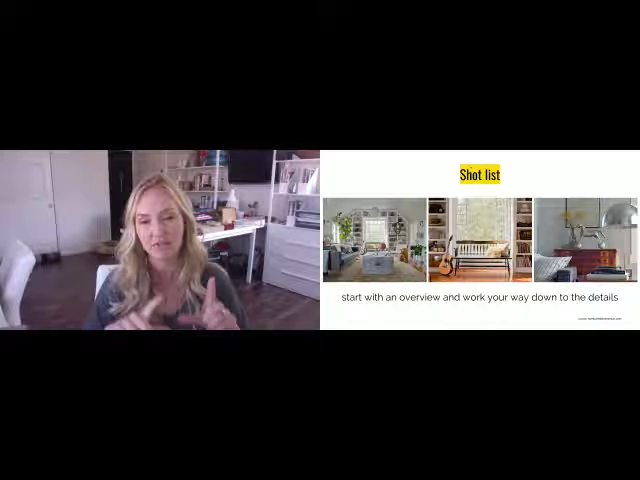 Shot list
start with an overview and work your way down to the details